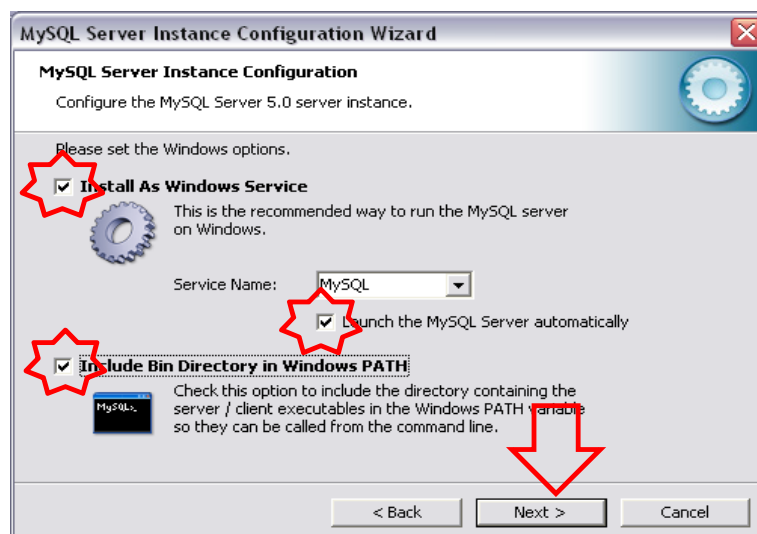 MySQL Server Instance Configuration Wizard
MySQL Server Instance Configuration
Configure the MySQL Server 5.0 server instance.
Please set the Windows options.
Install As Windows Service
This is the recommended way to run the MySQL server
on Windows.
Service Name: MySQL
Launch the MySQL Server automatically
Include Bin Directory in Windows PATH
Check this option to include the directory containing the
server / client executables in the Windows PATH variable
so they can be called from the command line.
MySQL>_
< Back Next > Cancel